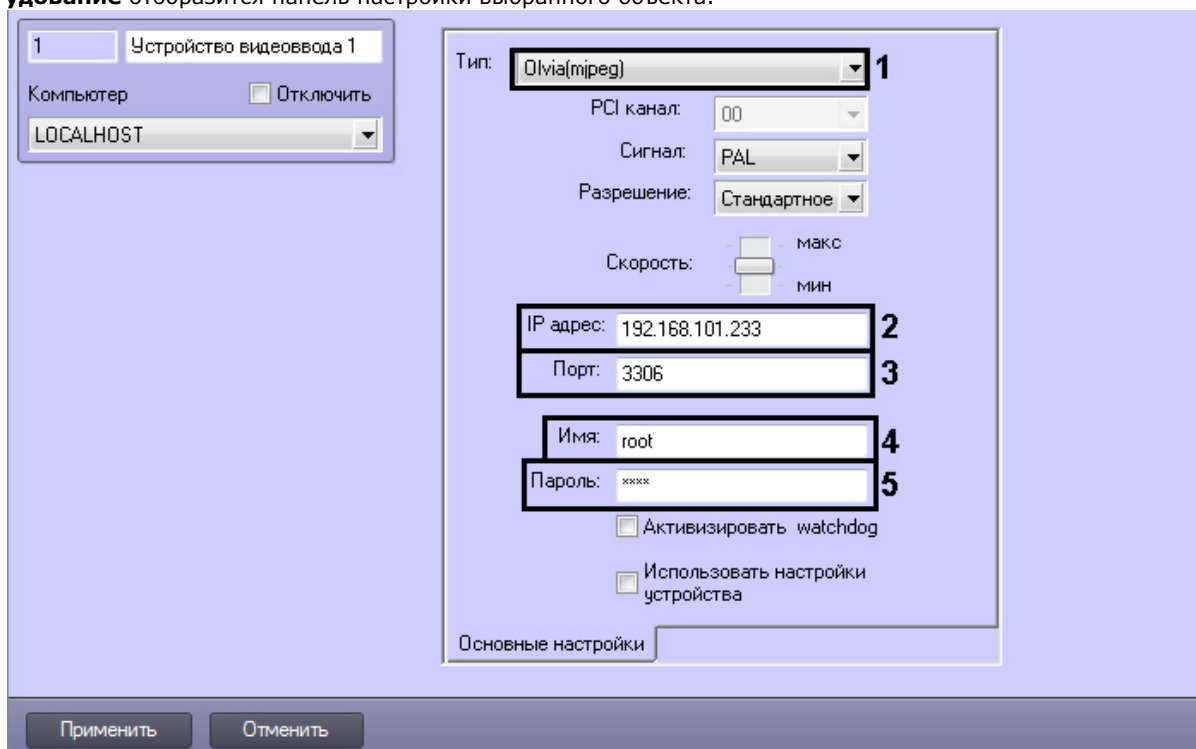 удование отобразится панель настройки выбранного объекта.
1 Устройство видеоввода 1
Компьютер Отключить
LOCALHOST
Тип: Olvia(mjpeg) 1
PCI канал: 00
Сигнал: PAL
Разрешение: Стандартное
макс
Скорость:
мин
IP адрес: 192.168.101.233 2
Порт: 3306 3
Имя: root 4
Пароль: **** 5
Активизировать watchdog
Использовать настройки
устройства
Основные настройки
Применить Отменить